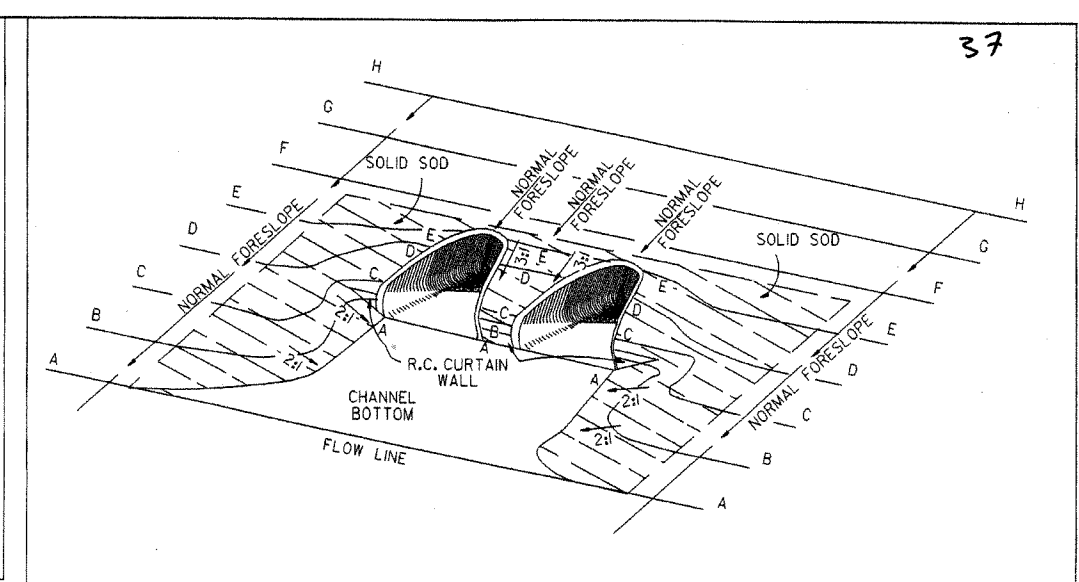 37
H
G
F
SOLID SOD
E
D
C
B
A
NORMAL FORESLOPE
NORMAL
FORESLOPE
NORMAL
FORESLOPE
NORMAL
FORESLOPE
H
G
F
E
D
C
B
A
SOLID SOD
NORMAL FORESLOPE
E
D
C
A
3:1
E
D
C
B
A
3:1
E
D
C
A
2:1
2:1
R.C. CURTAIN
WALL
CHANNEL
BOTTOM
2:1
2:1
FLOW LINE